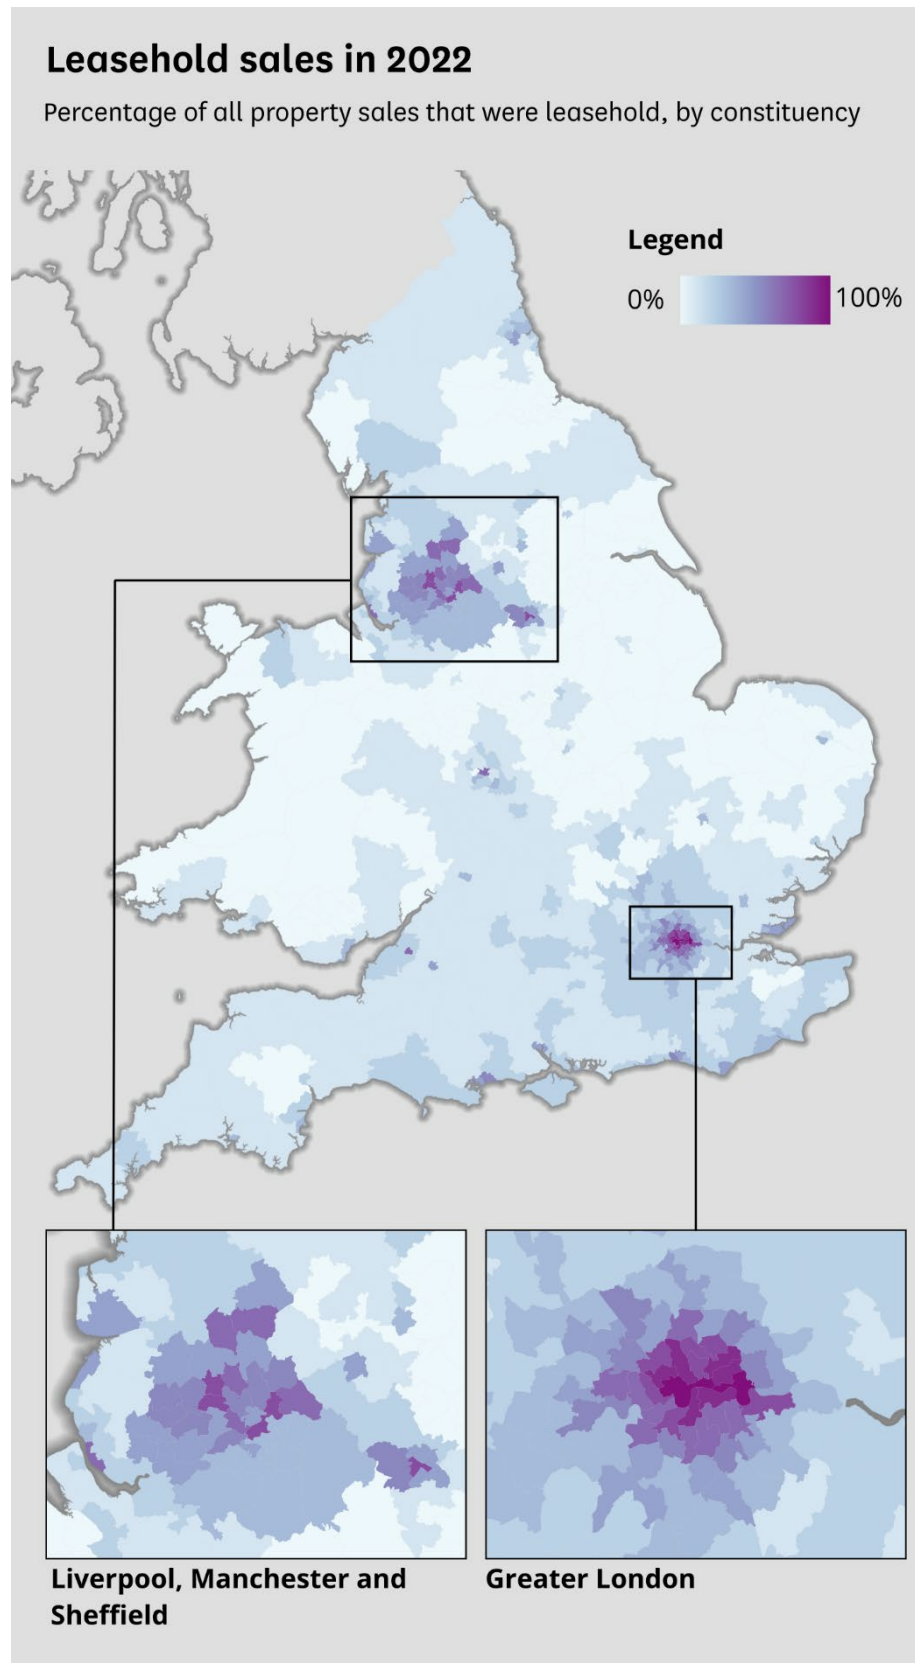 Leasehold sales in 2022
Percentage of all property sales that were leasehold, by constituency
Legend
0%
100%
Liverpool, Manchester and
Sheffield
Greater London